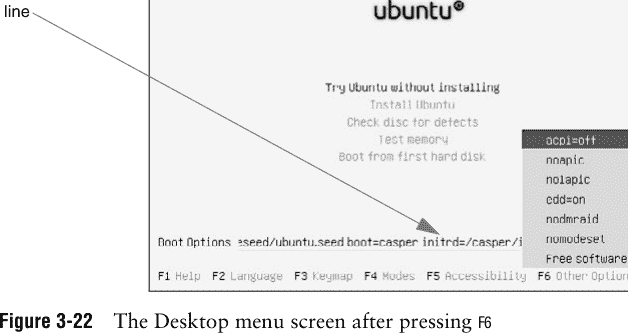 line
ubuntu
Try Ubuntu without installing
Install Ubuntu
Check disc for defects
Test memory
Boot from first hard disk
acpi=off
noapic
nolapic
edd=on
nodmraid
nomodeset
Free software
Boot Options eseed/ubuntu.seed boot=casper initrd=/casper/i
F1 Help F2 Language F3 Keymap F4 Modes F5 Accessibility F6 Other Option
Figure 3-22 The Desktop menu screen after pressing F6